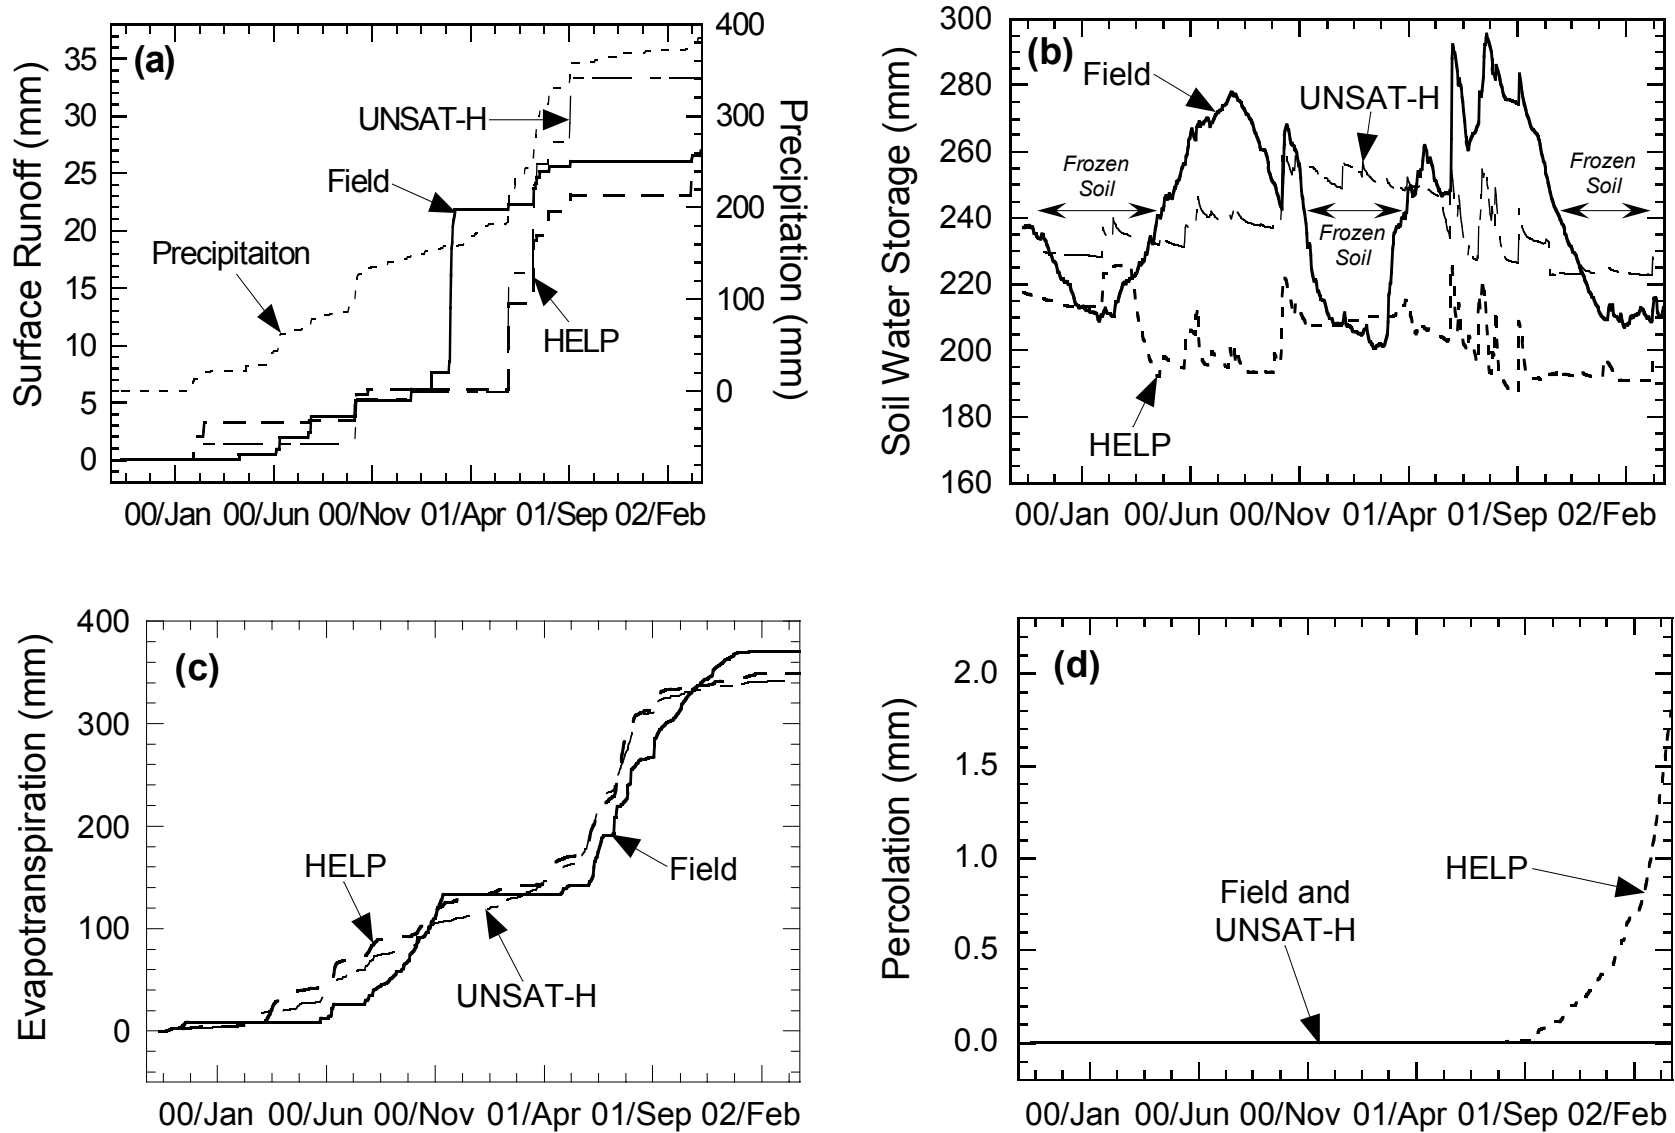 (a)
Surface Runoff (mm)
35
30
25
20
15
10
5
0
400
300
200
100
0
Precipitation (mm)
UNSAT-H
Field
Precipitaiton
HELP
00/Jan 00/Jun 00/Nov 01/Apr 01/Sep 02/Feb
(b)
Soil Water Storage (mm)
300
280
260
240
220
200
180
160
Field
UNSAT-H
Frozen
Soil
Frozen
Soil
Frozen
Soil
HELP
00/Jan 00/Jun 00/Nov 01/Apr 01/Sep 02/Feb
(c)
Evapotranspiration (mm)
400
300
200
100
0
HELP
Field
UNSAT-H
00/Jan 00/Jun 00/Nov 01/Apr 01/Sep 02/Feb
(d)
Percolation (mm)
2.0
1.5
1.0
0.5
0.0
HELP
Field and
UNSAT-H
00/Jan 00/Jun 00/Nov 01/Apr 01/Sep 02/Feb